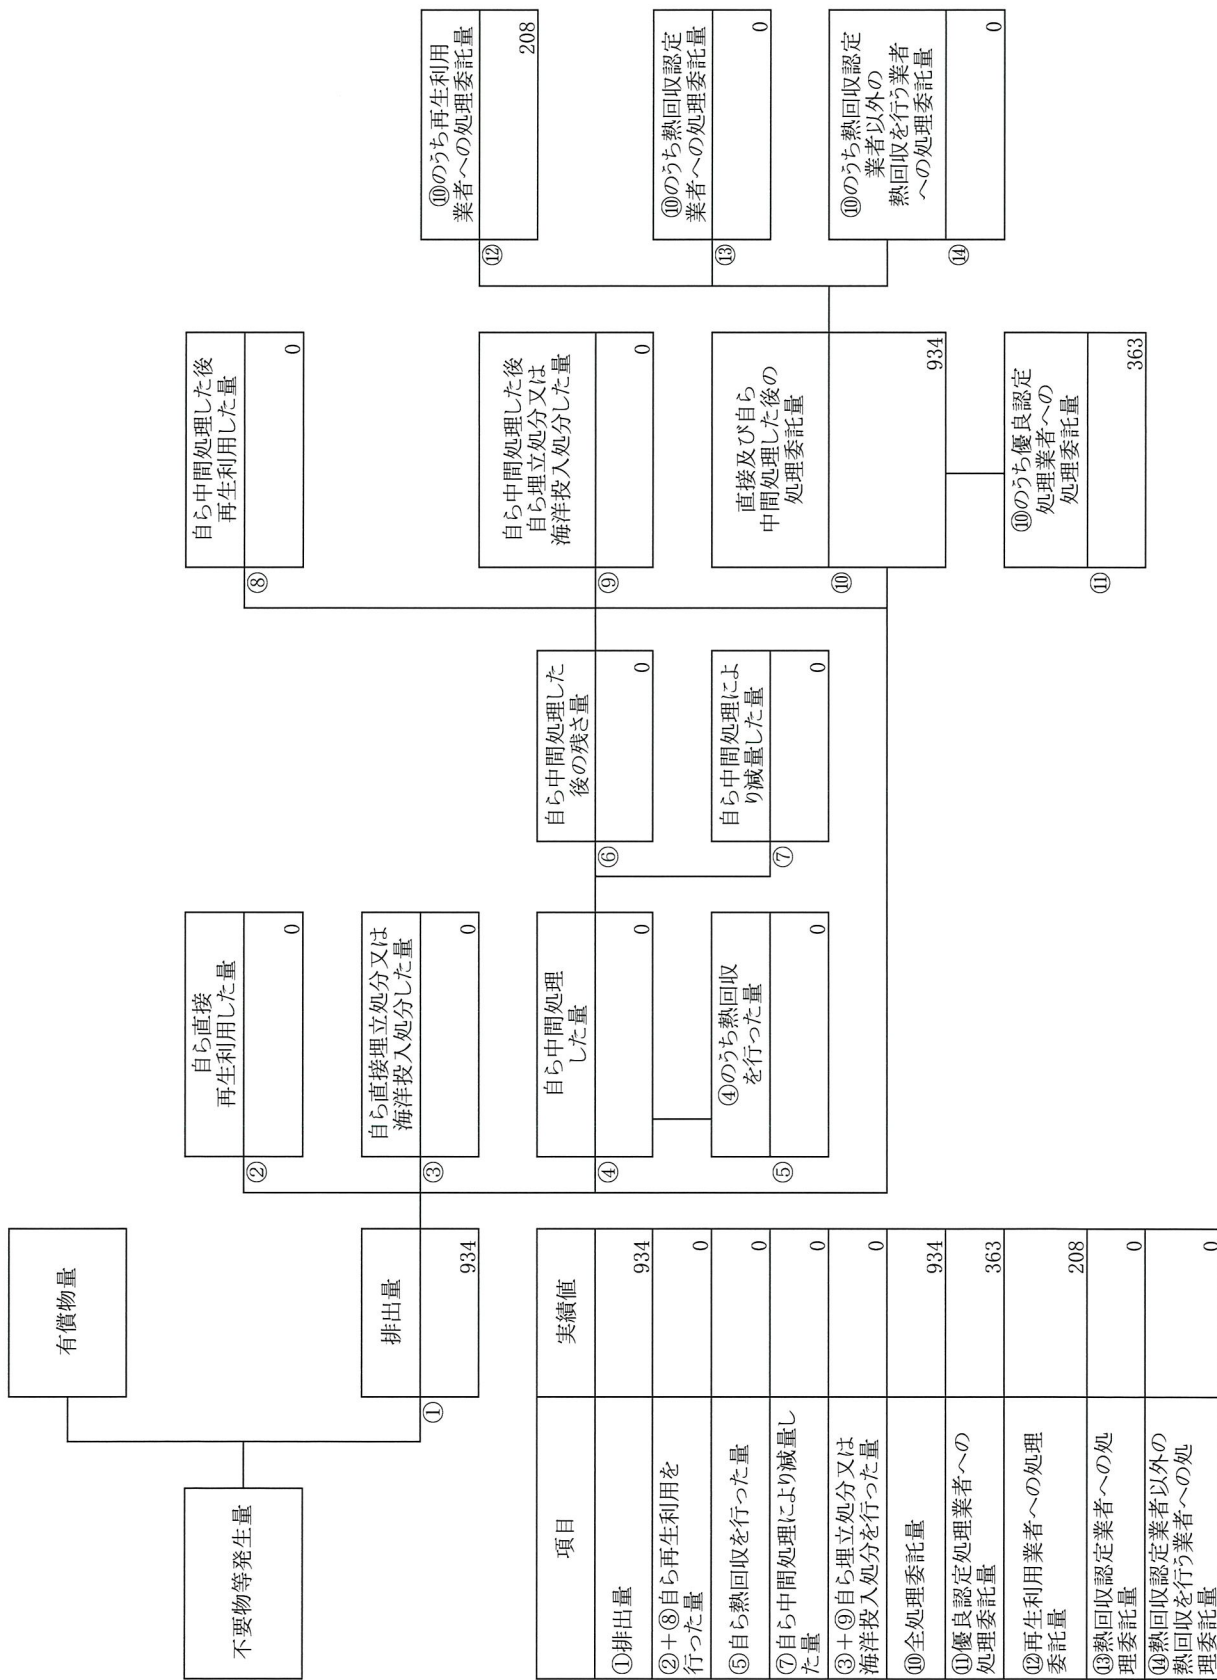 不要物等発生量
有償物量
①
排出量
934
②
自ら直接
再生利用した量
0
③
自ら直接埋立処分又は
海洋投入処分した量
0
④
自ら中間処理
した量
0
⑤
④のうち熱回収
を行った量
0
⑥
自ら中間処理した
後の残さ量
0
⑦
自ら中間処理によ
り減量した量
0
⑧
自ら中間処理した後
再生利用した量
0
⑨
自ら中間処理した後
自ら埋立処分又は
海洋投入処分した量
0
⑩
直接及び自ら
中間処理した後の
処理委託量
934
⑪
⑩のうち優良認定
処理業者への
処理委託量
363
⑫
⑩のうち再生利用
業者への処理委託量
208
⑬
⑩のうち熱回収認定
業者への処理委託量
0
⑭
⑩のうち熱回収認定
業者以外の
熱回収を行う業者
への処理委託量
0
項目
実績値
①排出量
934
②+⑧自ら再生利用を
行った量
0
⑤自ら熱回収を行った量
0
⑦自ら中間処理により減量し
た量
0
③+⑨自ら埋立処分又は
海洋投入処分を行った量
0
⑩全処理委託量
934
⑪優良認定処理業者への
処理委託量
363
⑫再生利用業者への処理
委託量
208
⑬熱回収認定業者への処
理委託量
0
⑭熱回収認定業者以外の
熱回収を行う業者への処
理委託量
0